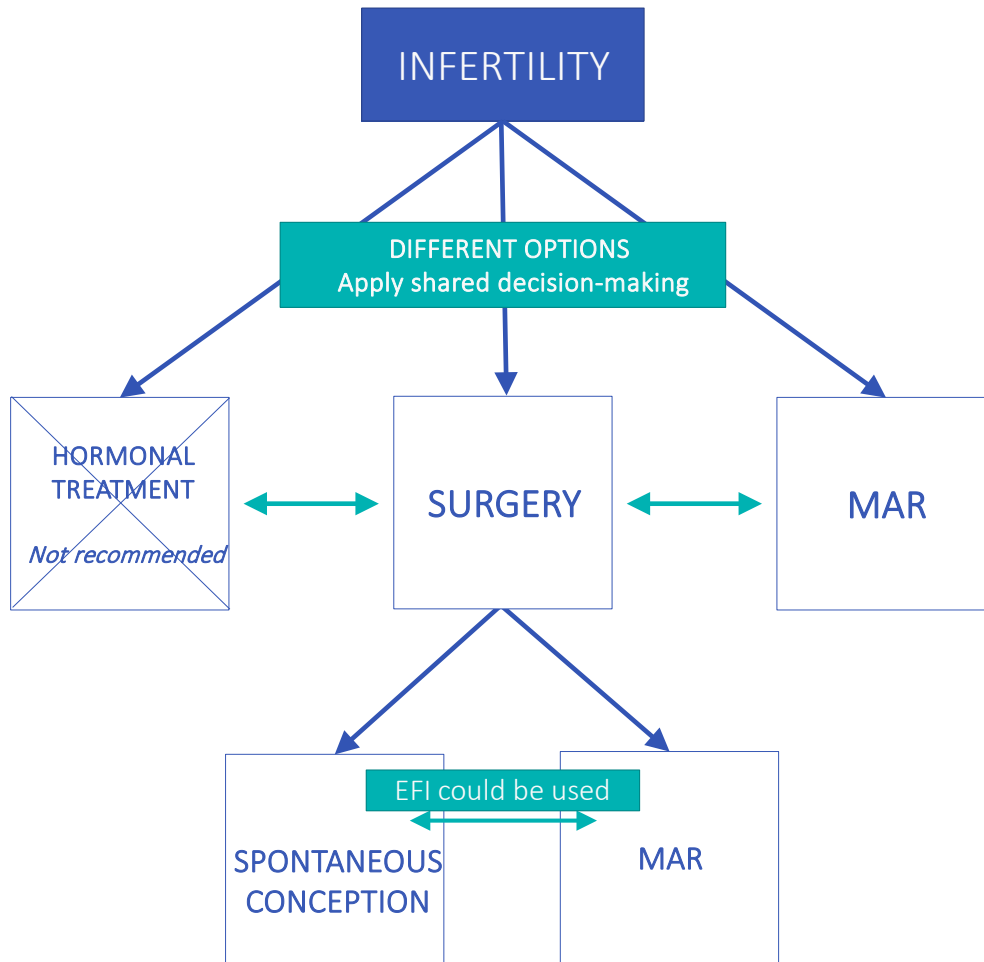 INFERTILITY
DIFFERENT OPTIONS
Apply shared decision-making
HORMONAL
TREATMENT
Not recommended
SURGERY
MAR
EFI could be used
SPONTANEOUS
CONCEPTION
MAR